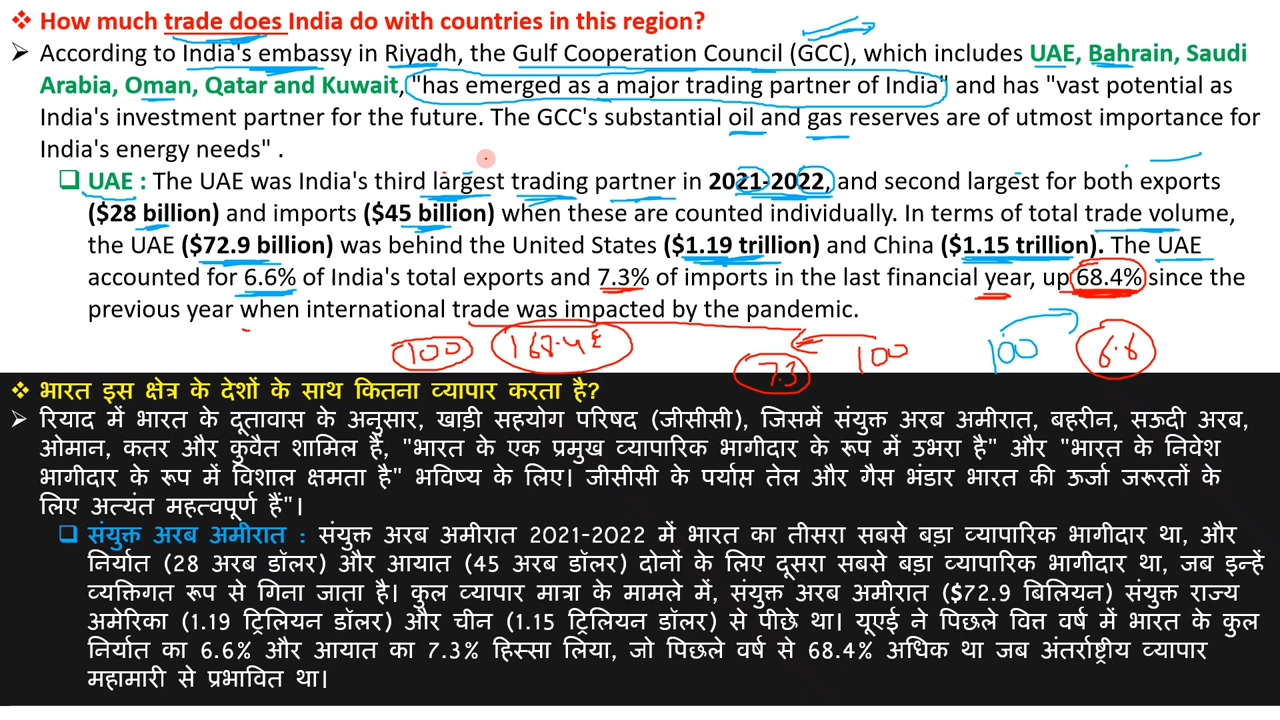 ❖ How much trade does India do with countries in this region?
➢ According to India's embassy in Riyadh, the Gulf Cooperation Council (GCC), which includes UAE, Bahrain, Saudi
Arabia, Oman, Qatar and Kuwait, "has emerged as a major trading partner of India" and has "vast potential as
India's investment partner for the future. The GCC's substantial oil and gas reserves are of utmost importance for
India's energy needs" .
❑ UAE : The UAE was India's third largest trading partner in 2021-2022, and second largest for both exports
($28 billion) and imports ($45 billion) when these are counted individually. In terms of total trade volume,
the UAE ($72.9 billion) was behind the United States ($1.19 trillion) and China ($1.15 trillion). The UAE
accounted for 6.6% of India's total exports and 7.3% of imports in the last financial year, up 68.4% since the
previous year when international trade was impacted by the pandemic.
100 168.4 7.3 100 100 6.6
❖ भारत इस क्षेत्र के देशों के साथ कितना व्यापार करता है?
➢ रियाद में भारत के दूतावास के अनुसार, खाड़ी सहयोग परिषद (जीसीसी), जिसमें संयुक्त अरब अमीरात, बहरीन, सऊदी अरब,
ओमान, कतर और कुवैत शामिल हैं, "भारत के एक प्रमुख व्यापारिक भागीदार के रूप में उभरा है" और "भारत के निवेश
भागीदार के रूप में विशाल क्षमता है" भविष्य के लिए। जीसीसी के पर्याप्त तेल और गैस भंडार भारत की ऊर्जा जरूरतों के
लिए अत्यंत महत्वपूर्ण हैं"।
❑ संयुक्त अरब अमीरात : संयुक्त अरब अमीरात 2021-2022 में भारत का तीसरा सबसे बड़ा व्यापारिक भागीदार था, और
निर्यात (28 अरब डॉलर) और आयात (45 अरब डॉलर) दोनों के लिए दूसरा सबसे बड़ा व्यापारिक भागीदार था, जब इन्हें
व्यक्तिगत रूप से गिना जाता है। कुल व्यापार मात्रा के मामले में, संयुक्त अरब अमीरात ($72.9 बिलियन) संयुक्त राज्य
अमेरिका (1.19 ट्रिलियन डॉलर) और चीन (1.15 ट्रिलियन डॉलर) से पीछे था। यूएई ने पिछले वित्त वर्ष में भारत के कुल
निर्यात का 6.6% और आयात का 7.3% हिस्सा लिया, जो पिछले वर्ष से 68.4% अधिक था जब अंतर्राष्ट्रीय व्यापार
महामारी से प्रभावित था।